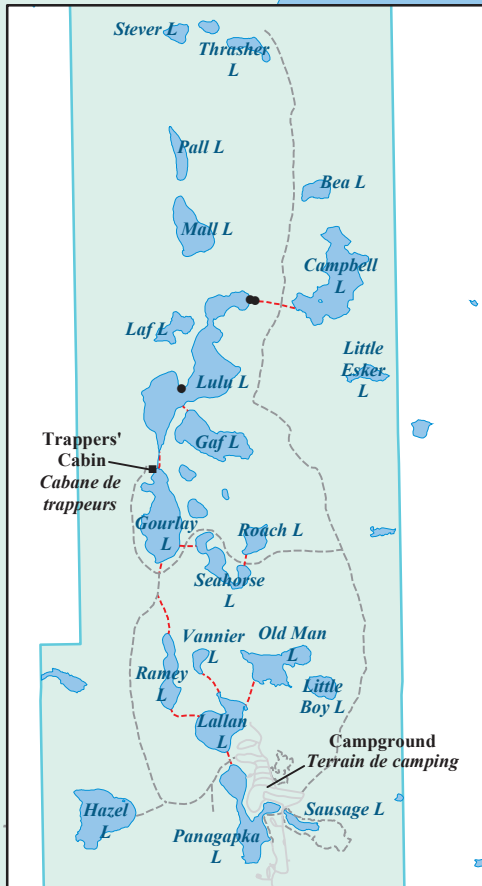 Stever L
Thrasher
L
Pall L
Bea L
Mall L
Campbell
L
Laf L
Little
Esker
L
Lulu L
Trappers'
Cabin
Cabane de
trappeurs
Gaf L
Gourlay
L
Roach L
Seahorse
L
Vannier
L
Old Man
L
Ramey
L
Little
Boy L
Lallan
L
Campground
Terrain de camping
Hazel
L
Sausage L
Panagapka
L